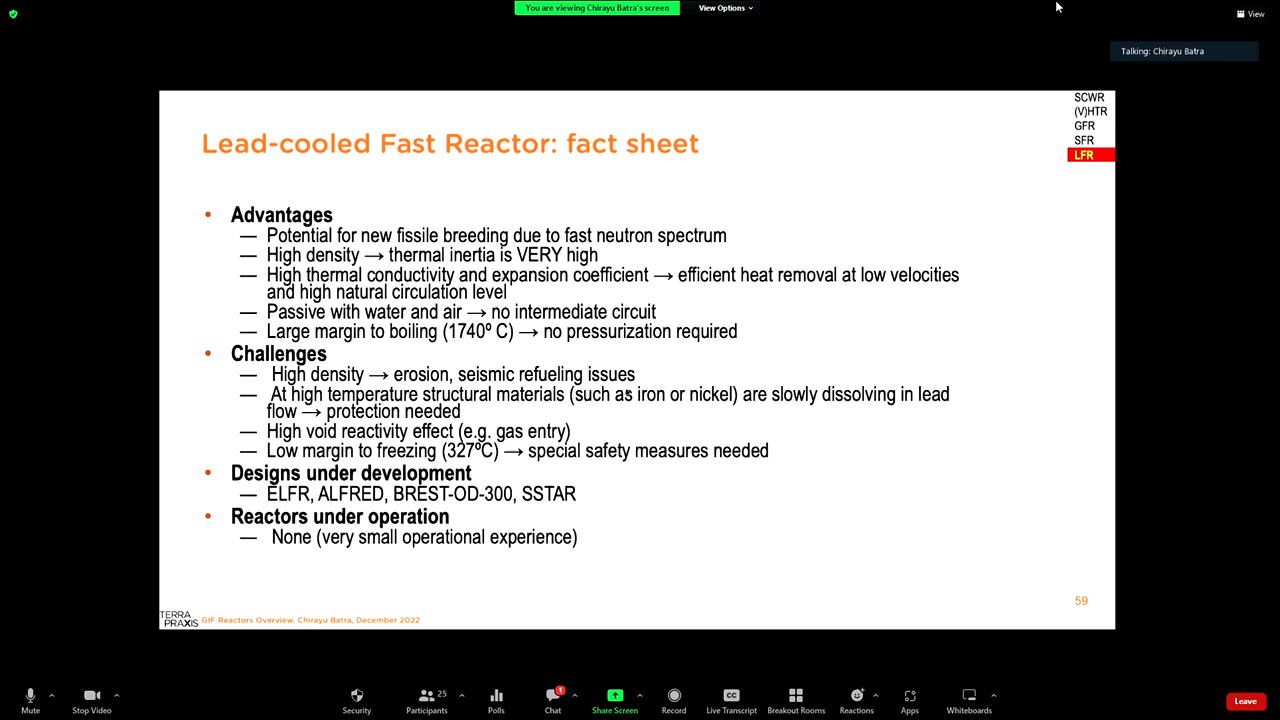 You are viewing Chirayu Batra's screen
View Options
View
Talking: Chirayu Batra
SCWR
(V)HTR
GFR
SFR
LFR
Lead-cooled Fast Reactor: fact sheet
• Advantages
— Potential for new fissile breeding due to fast neutron spectrum
— High density → thermal inertia is VERY high
— High thermal conductivity and expansion coefficient → efficient heat removal at low velocities
and high natural circulation level
— Passive with water and air → no intermediate circuit
— Large margin to boiling (1740º C) → no pressurization required
• Challenges
— High density → erosion, seismic refueling issues
— At high temperature structural materials (such as iron or nickel) are slowly dissolving in lead
flow → protection needed
— High void reactivity effect (e.g. gas entry)
— Low margin to freezing (327ºC) → special safety measures needed
• Designs under development
— ELFR, ALFRED, BREST-OD-300, SSTAR
• Reactors under operation
— None (very small operational experience)
59
TERRA
PRAXIS
GIF Reactors Overview, Chirayu Batra, December 2022
Mute
Stop Video
Security
25
Participants
Polls
1
Chat
Share Screen
Record
CC
Live Transcript
Breakout Rooms
Reactions
Apps
Whiteboards
Leave